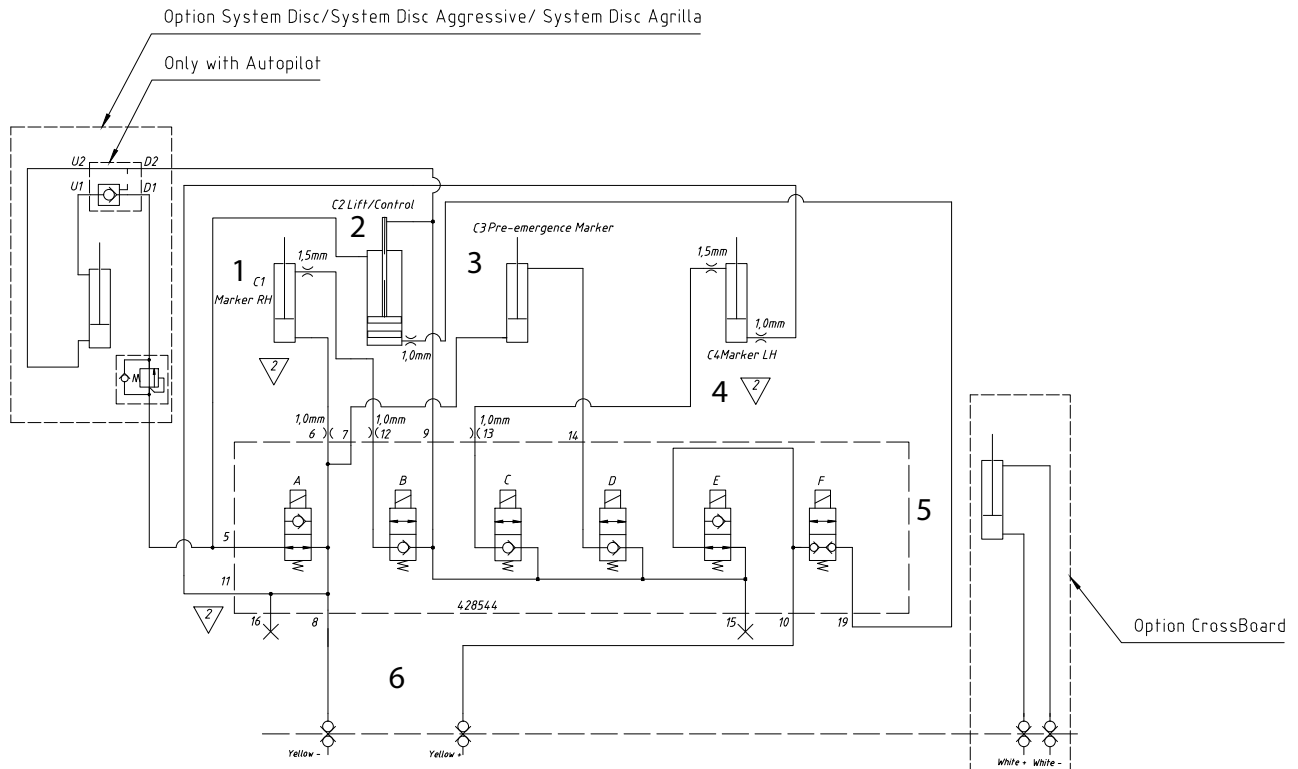 Option System Disc/System Disc Aggressive/ System Disc Agrilla
Only with Autopilot
U2 D2
U1 D1
C2 Lift/Control
2
C3 Pre-emergence Marker
1 1,5mm 3 1,5mm
C1
Marker RH
1,0mm
1,0mm
C4 Marker LH
2 4 2
1,0mm 1,0mm 1,0mm
6 7 12 9 13 14
A B C D E F
5
5
11
428544
2 16 8 15 10 19
Option CrossBoard
6
Yellow - Yellow + White + White -